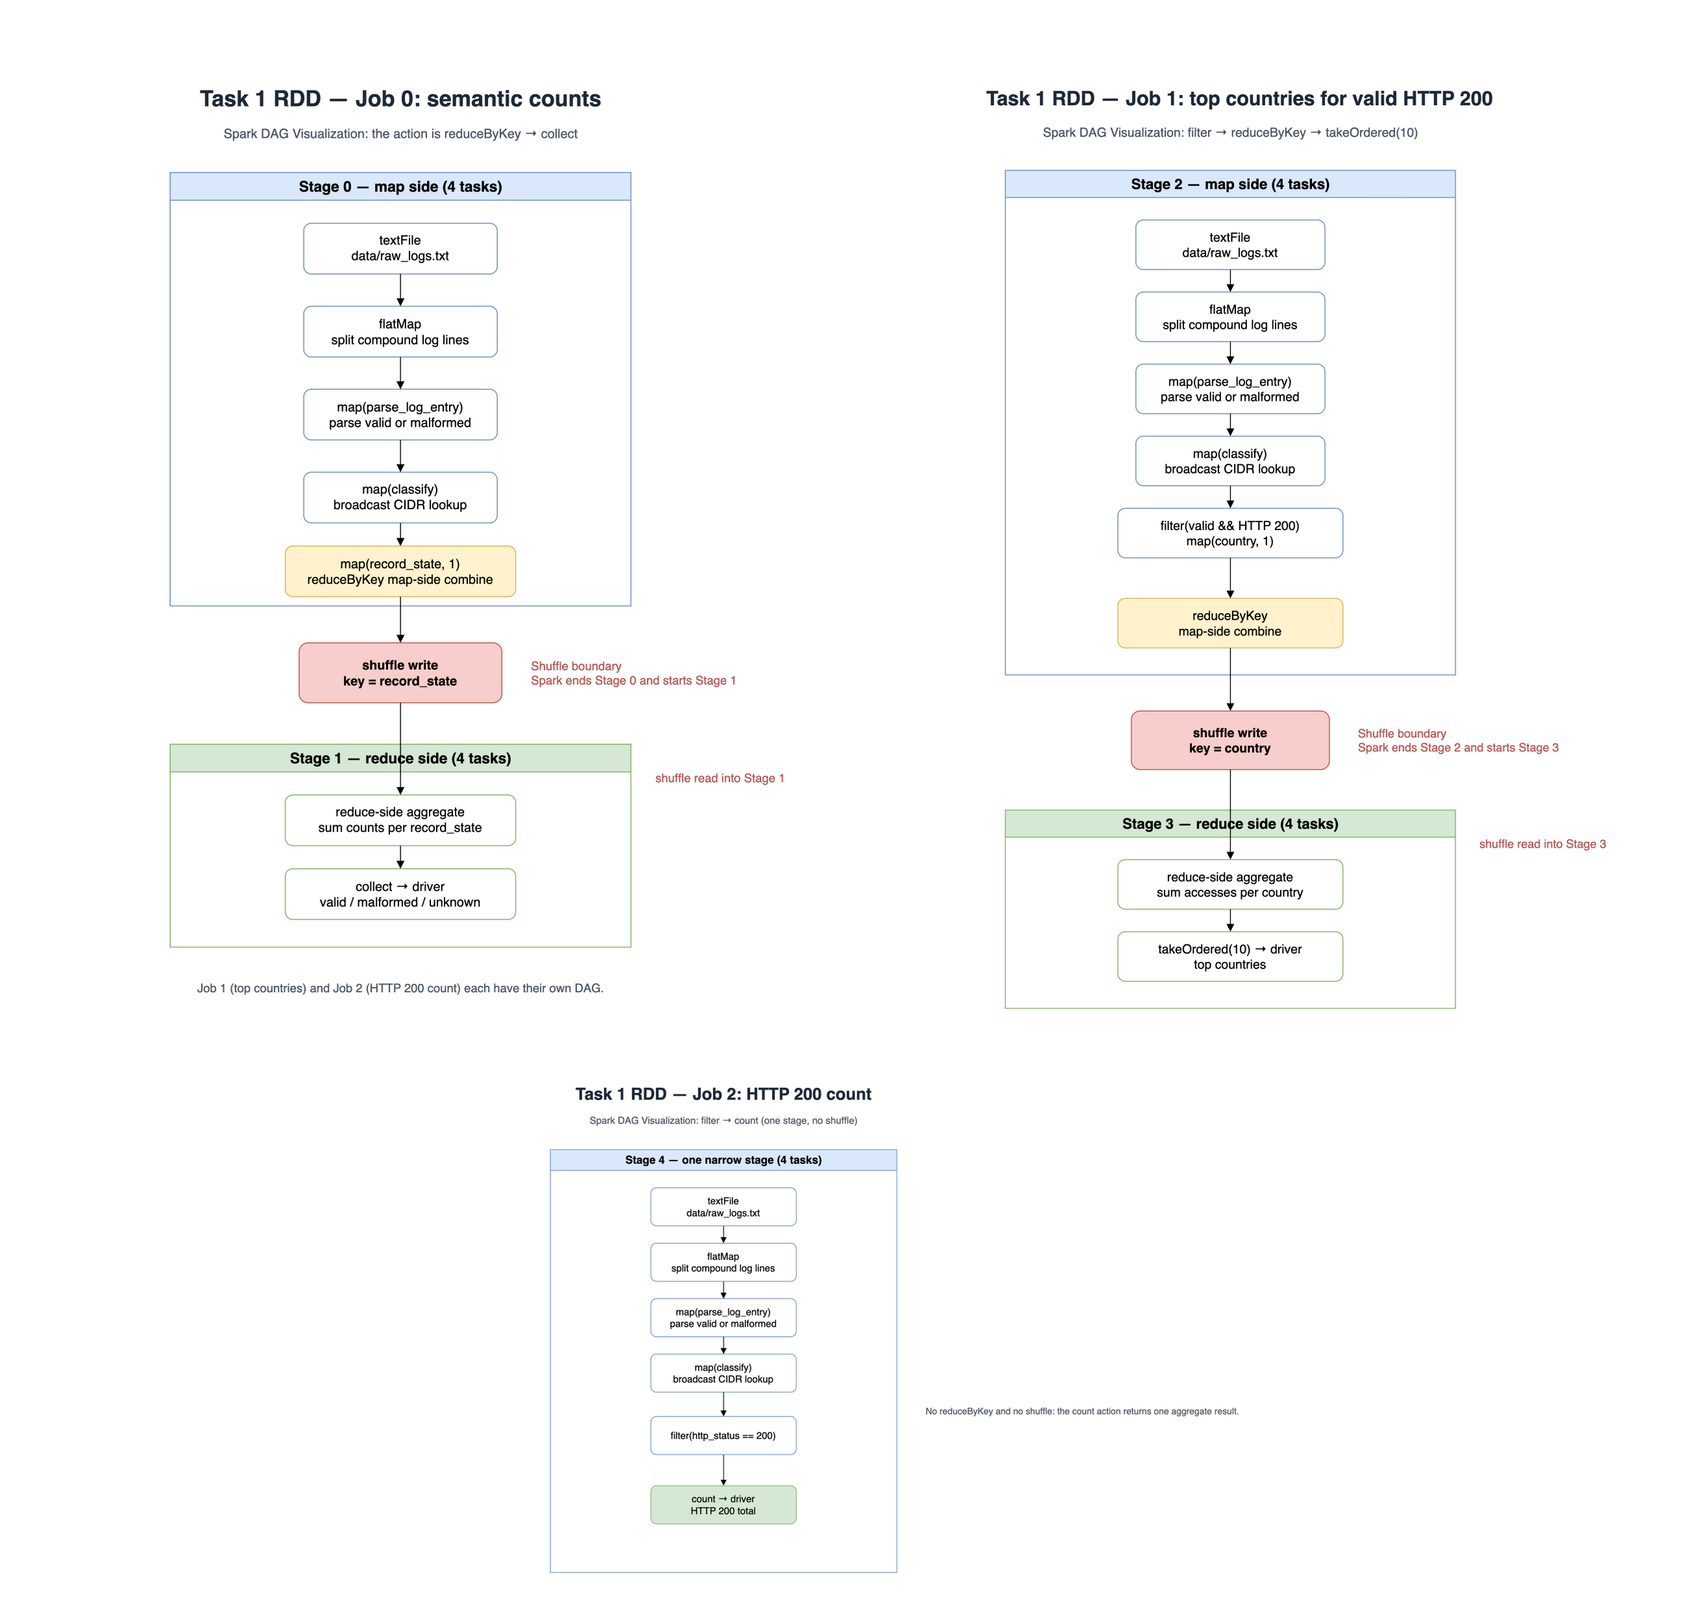 Task 1 RDD — Job 0: semantic counts
Spark DAG Visualization: the action is reduceByKey → collect
Stage 0 — map side (4 tasks)
textFile
data/raw_logs.txt
flatMap
split compound log lines
map(parse_log_entry)
parse valid or malformed
map(classify)
broadcast CIDR lookup
map(record_state, 1)
reduceByKey map-side combine
shuffle write
key = record_state
Shuffle boundary
Spark ends Stage 0 and starts Stage 1
Stage 1 — reduce side (4 tasks)
shuffle read into Stage 1
reduce-side aggregate
sum counts per record_state
collect → driver
valid / malformed / unknown
Job 1 (top countries) and Job 2 (HTTP 200 count) each have their own DAG.
Task 1 RDD — Job 1: top countries for valid HTTP 200
Spark DAG Visualization: filter → reduceByKey → takeOrdered(10)
Stage 2 — map side (4 tasks)
textFile
data/raw_logs.txt
flatMap
split compound log lines
map(parse_log_entry)
parse valid or malformed
map(classify)
broadcast CIDR lookup
filter(valid && HTTP 200)
map(country, 1)
reduceByKey
map-side combine
shuffle write
key = country
Shuffle boundary
Spark ends Stage 2 and starts Stage 3
Stage 3 — reduce side (4 tasks)
shuffle read into Stage 3
reduce-side aggregate
sum accesses per country
takeOrdered(10) → driver
top countries
Task 1 RDD — Job 2: HTTP 200 count
Spark DAG Visualization: filter → count (one stage, no shuffle)
Stage 4 — one narrow stage (4 tasks)
textFile
data/raw_logs.txt
flatMap
split compound log lines
map(parse_log_entry)
parse valid or malformed
map(classify)
broadcast CIDR lookup
filter(http_status == 200)
No reduceByKey and no shuffle: the count action returns one aggregate result.
count → driver
HTTP 200 total